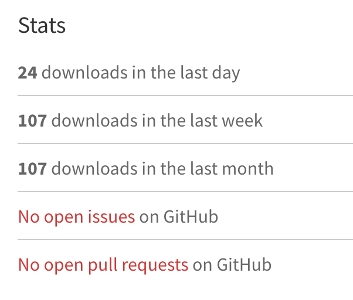 Stats
24 downloads in the last day
107 downloads in the last week
107 downloads in the last month
No open issues on GitHub
No open pull requests on GitHub